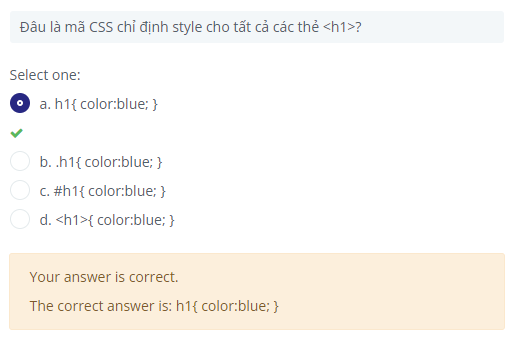 Đâu là mã CSS chỉ định style cho tất cả các thẻ <h1>?
Select one:
a. h1{ color:blue; }
b. .h1{ color:blue; }
c. #h1{ color:blue; }
d. <h1>{ color:blue; }
Your answer is correct.
The correct answer is: h1{ color:blue; }